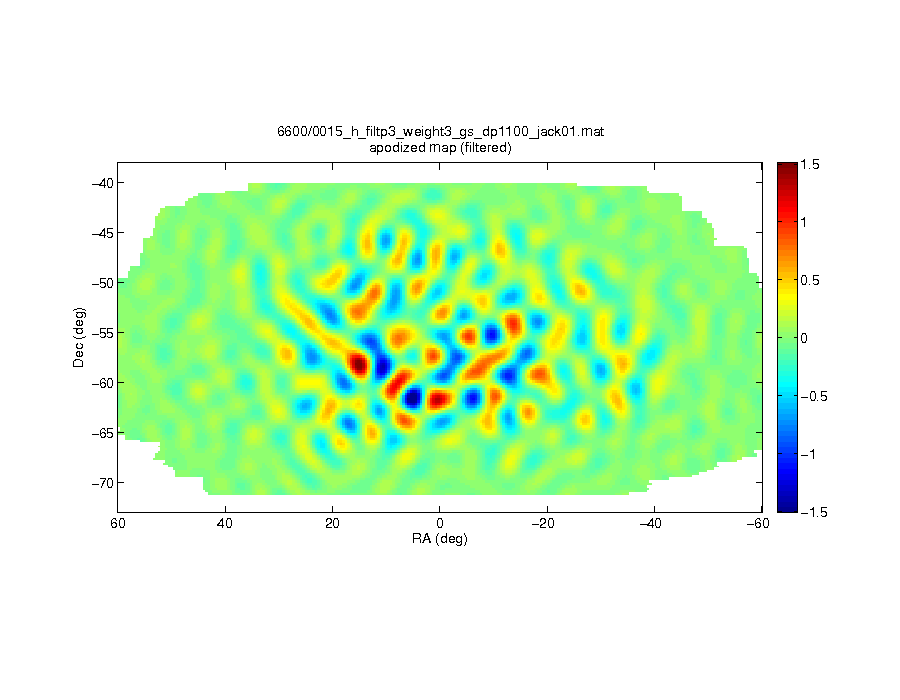 6600/0015_h_filtp3_weight3_gs_dp1100_jack01.mat
apodized map (filtered)
−40
−45
−50
−55
−60
−65
−70
Dec (deg)
60 40 20 0 −20 −40 −60
RA (deg)
1.5
1
0.5
0
−0.5
−1
−1.5